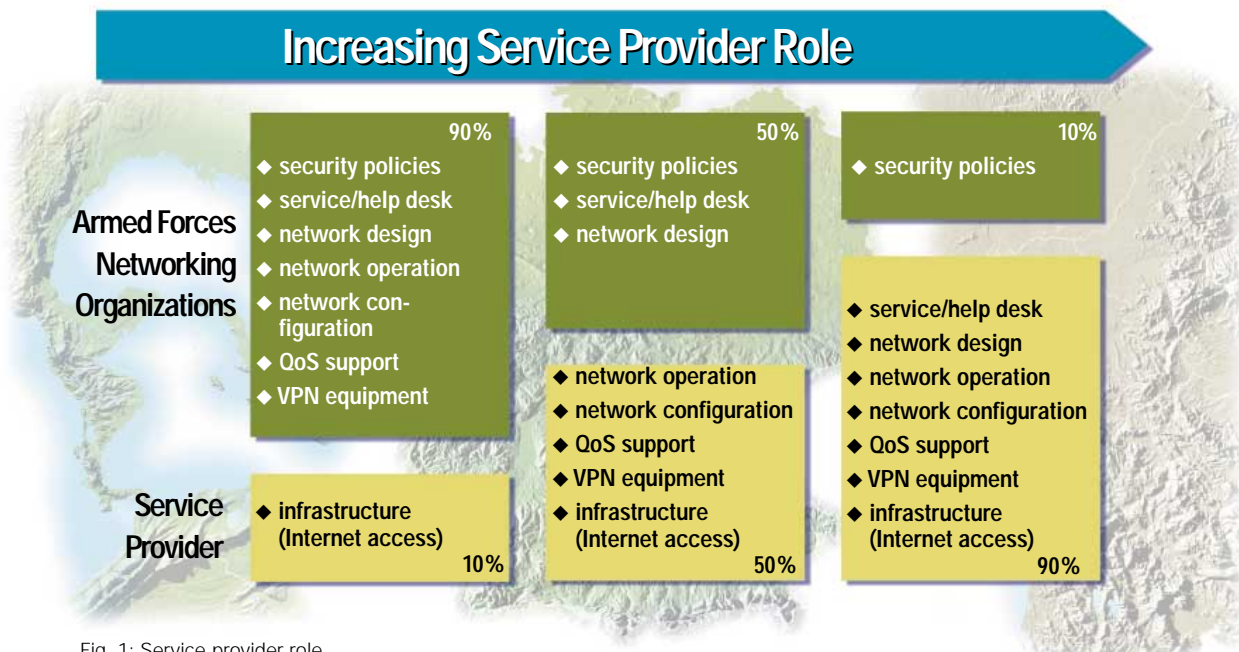 Increasing Service Provider Role
Armed Forces
Networking
Organizations
90%
◆ security policies
◆ service/help desk
◆ network design
◆ network operation
◆ network con-
figuration
◆ QoS support
◆ VPN equipment
50%
◆ security policies
◆ service/help desk
◆ network design
10%
◆ security policies
Service
Provider
◆ infrastructure
(Internet access)
10%
◆ network operation
◆ network configuration
◆ QoS support
◆ VPN equipment
◆ infrastructure
(Internet access)
50%
◆ service/help desk
◆ network design
◆ network operation
◆ network configuration
◆ QoS support
◆ VPN equipment
◆ infrastructure
(Internet access)
90%
Fig. 1: Service provider role